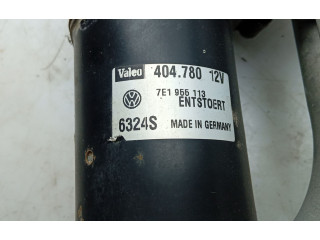 Valeo 404.780 12V
7E1 955 113
ENTSTOERT
6324S MADE IN GERMANY